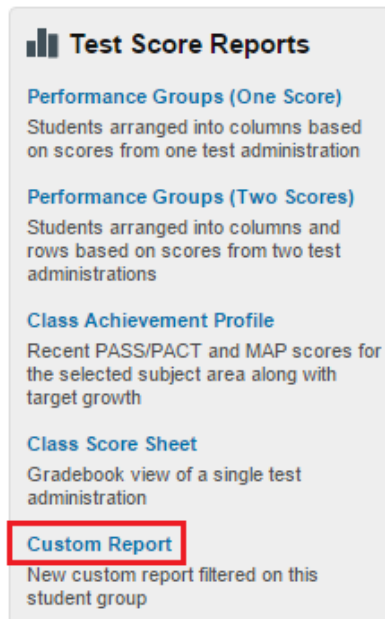 Test Score Reports
Performance Groups (One Score)
Students arranged into columns based
on scores from one test administration
Performance Groups (Two Scores)
Students arranged into columns and
rows based on scores from two test
administrations
Class Achievement Profile
Recent PASS/PACT and MAP scores for
the selected subject area along with
target growth
Class Score Sheet
Gradebook view of a single test
administration
Custom Report
New custom report filtered on this
student group